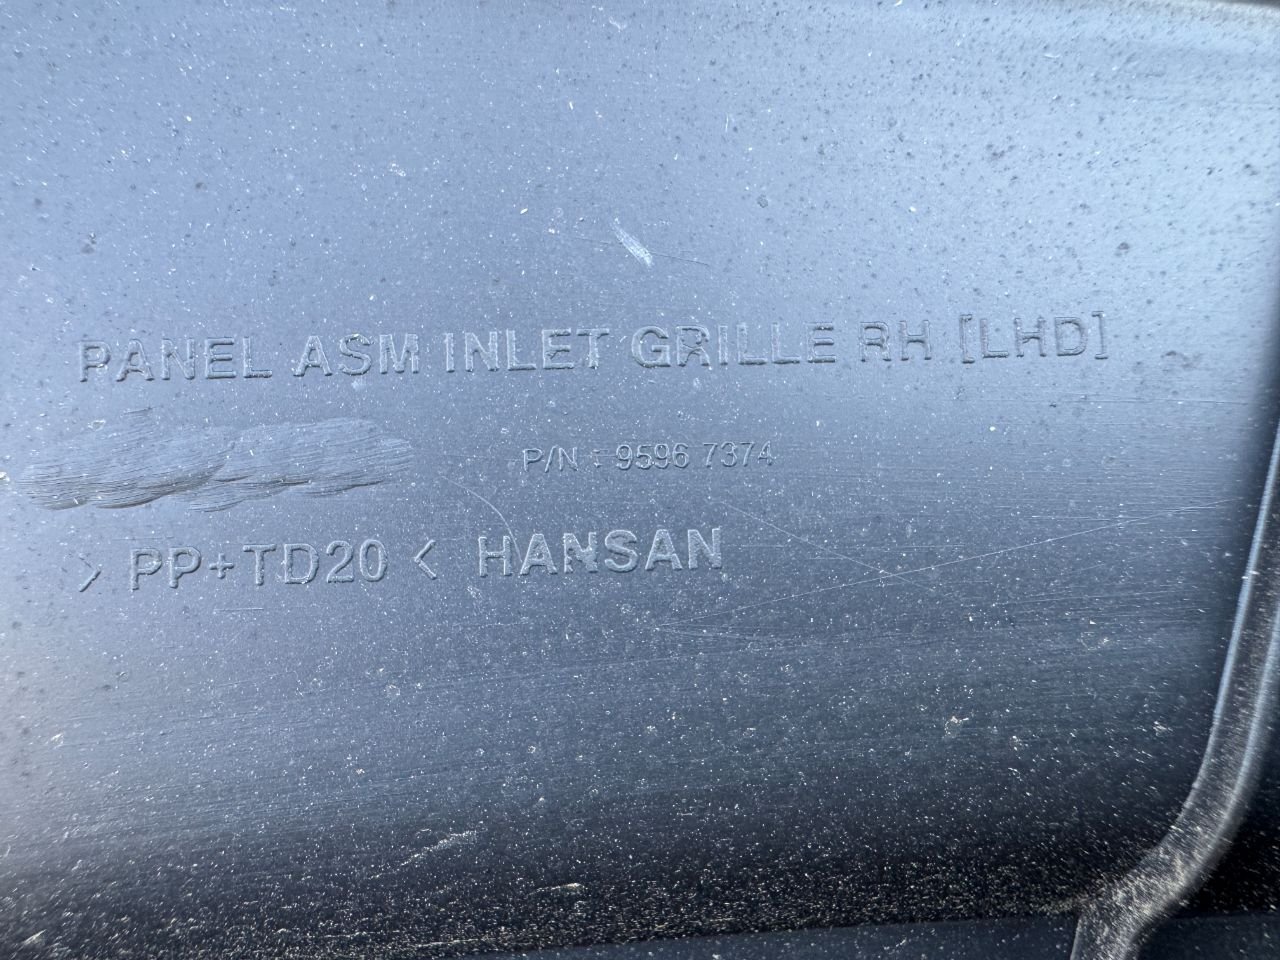 PANEL ASM INLET GRILLE RH [LHD]
P/N : 9596 7374
> PP+TD20 < HANSAN